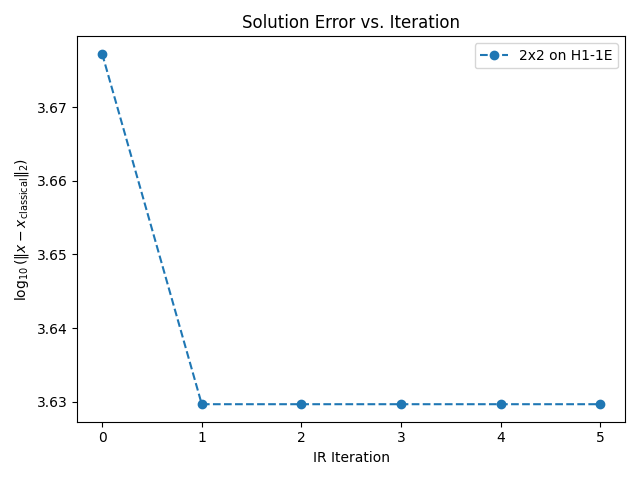 Solution Error vs. Iteration
2x2 on H1-1E
log₁₀(‖x − x_classical‖₂)
3.67
3.66
3.65
3.64
3.63
0 1 2 3 4 5
IR Iteration